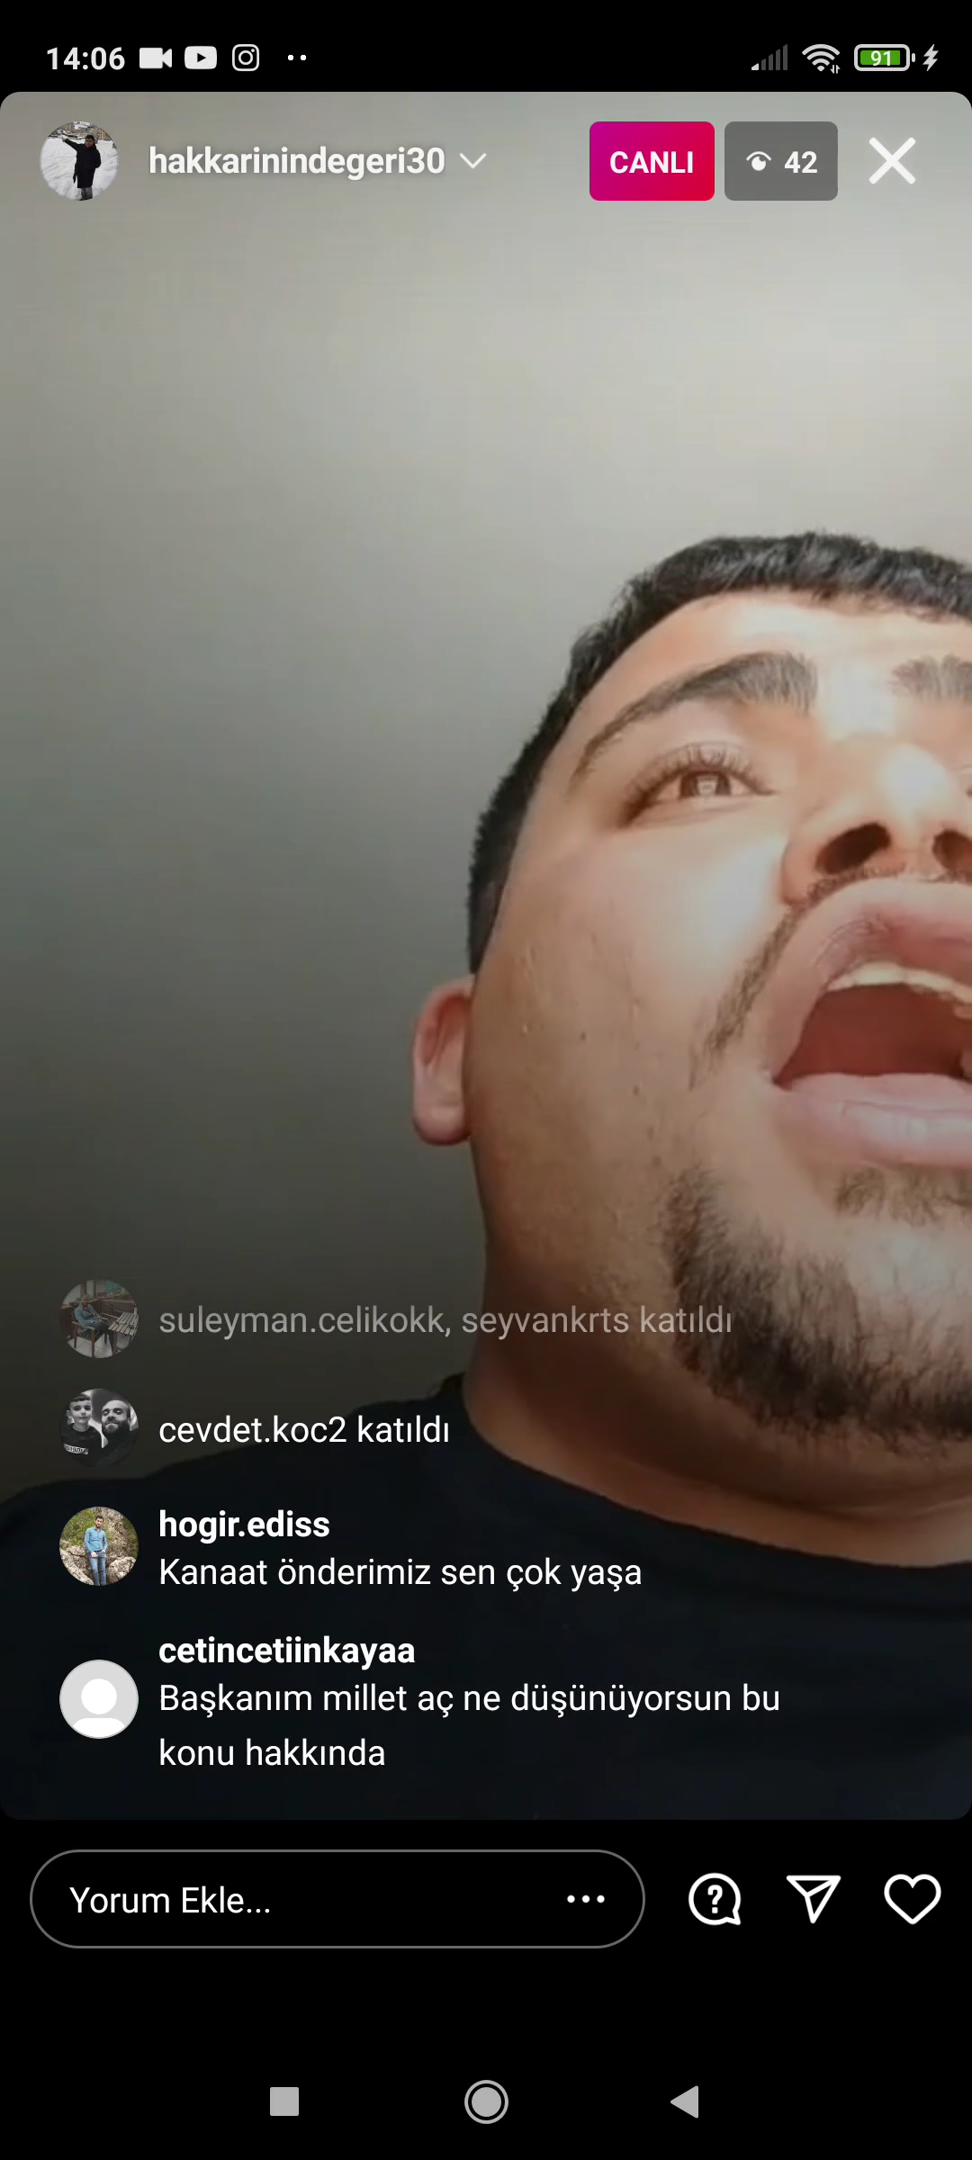 14:06
91
hakkarinindegeri30
CANLI
42
suleyman.celikokk, seyvankrts katıldı
cevdet.koc2 katıldı
hogir.ediss
Kanaat önderimiz sen çok yaşa
cetincetiinkayaa
Başkanım millet aç ne düşünüyorsun bu
konu hakkında
Yorum Ekle...